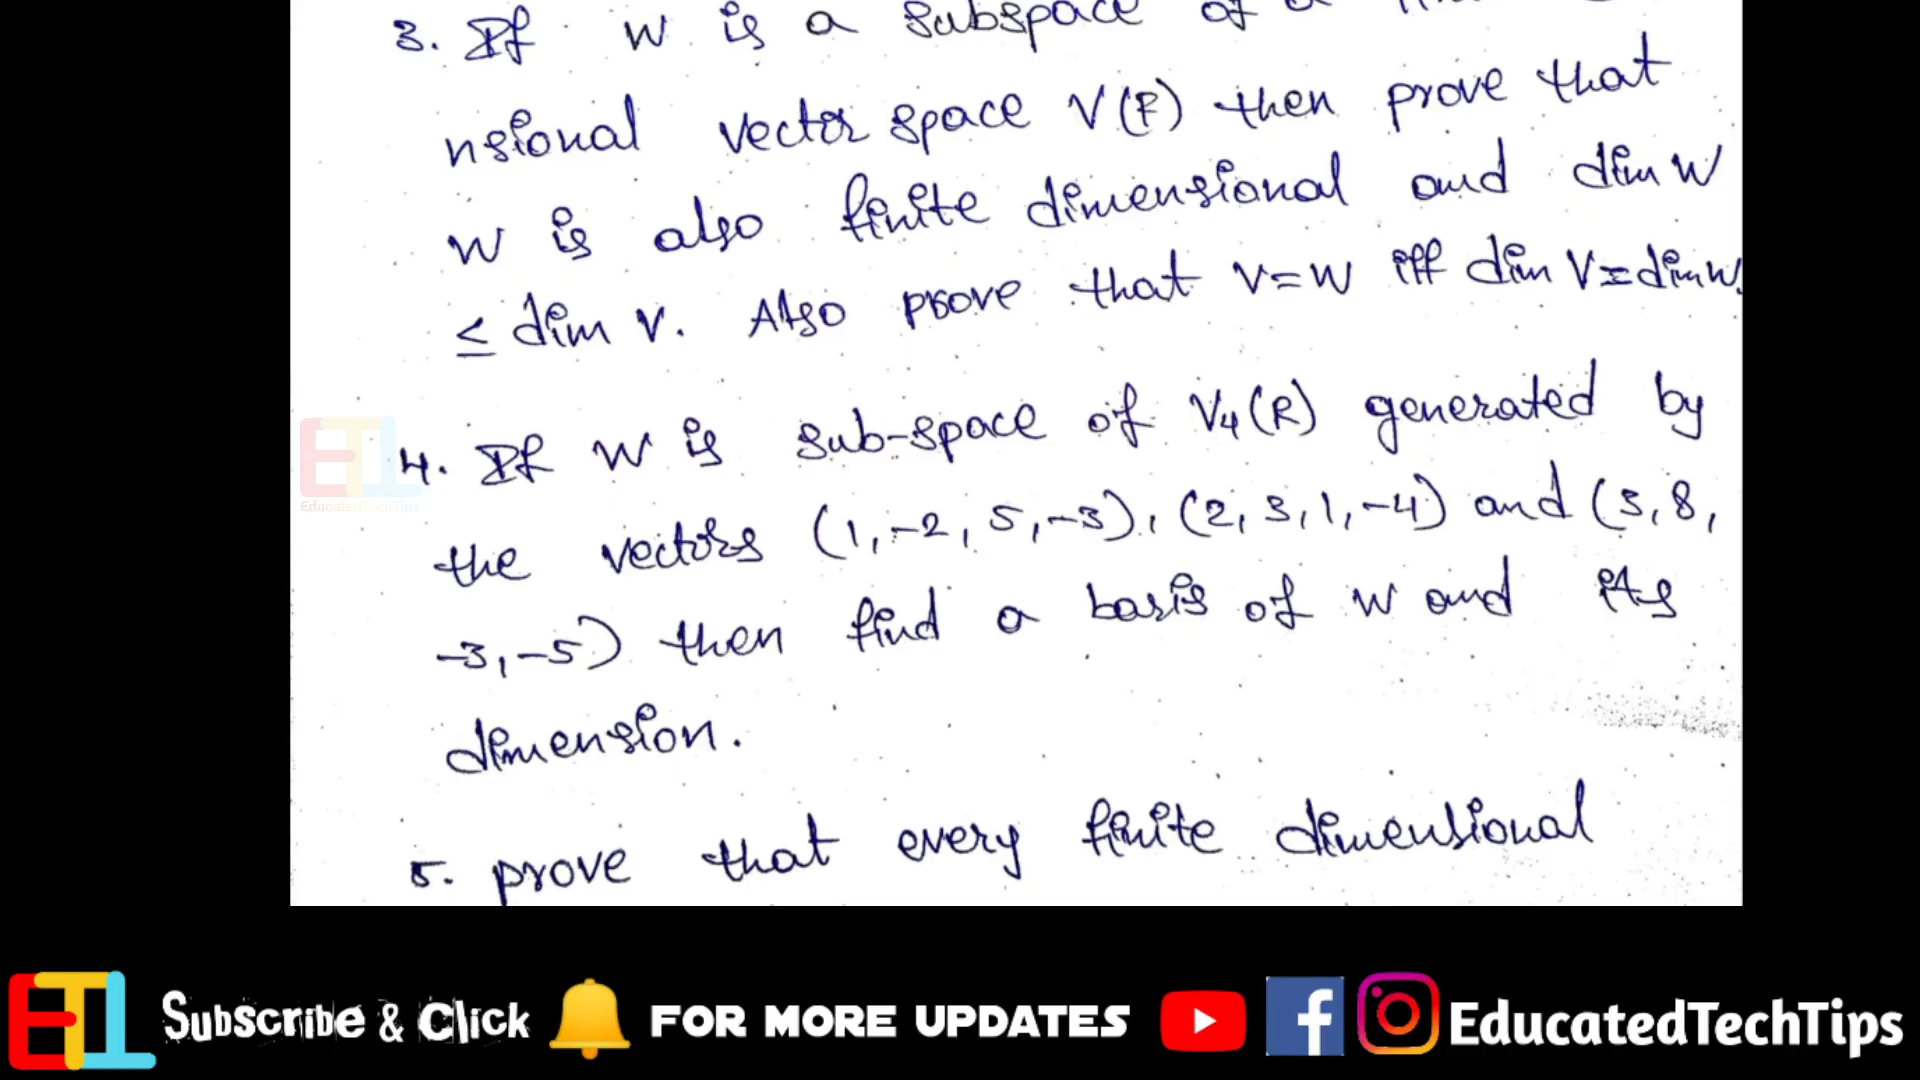 3. If W is a subspace of a
nsional vector space V(F) then prove that
W is also finite dimensional and dim W
≤ dim V. Also prove that V=W iff dim V=dim W.
4. If W is sub-space of V₄(R) generated by
the vectors (1,-2, 5,-3), (2, 3,1,-4) and (3,8,
-3,-5) then find a basis of W and its
dimension.
5. prove that every finite dimensional
ETL
EducatedTechTips
ETL Subscribe & Click FOR MORE UPDATES f EducatedTechTips